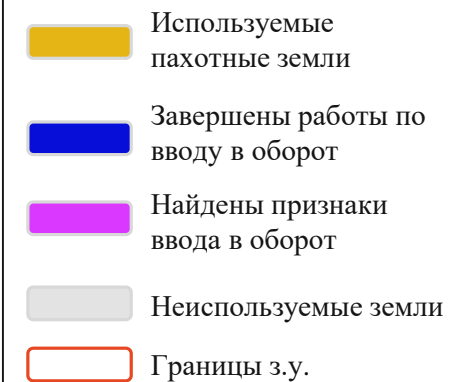 Используемые
пахотные земли
Завершены работы по
вводу в оборот
Найдены признаки
ввода в оборот
Неиспользуемые земли
Границы з.у.